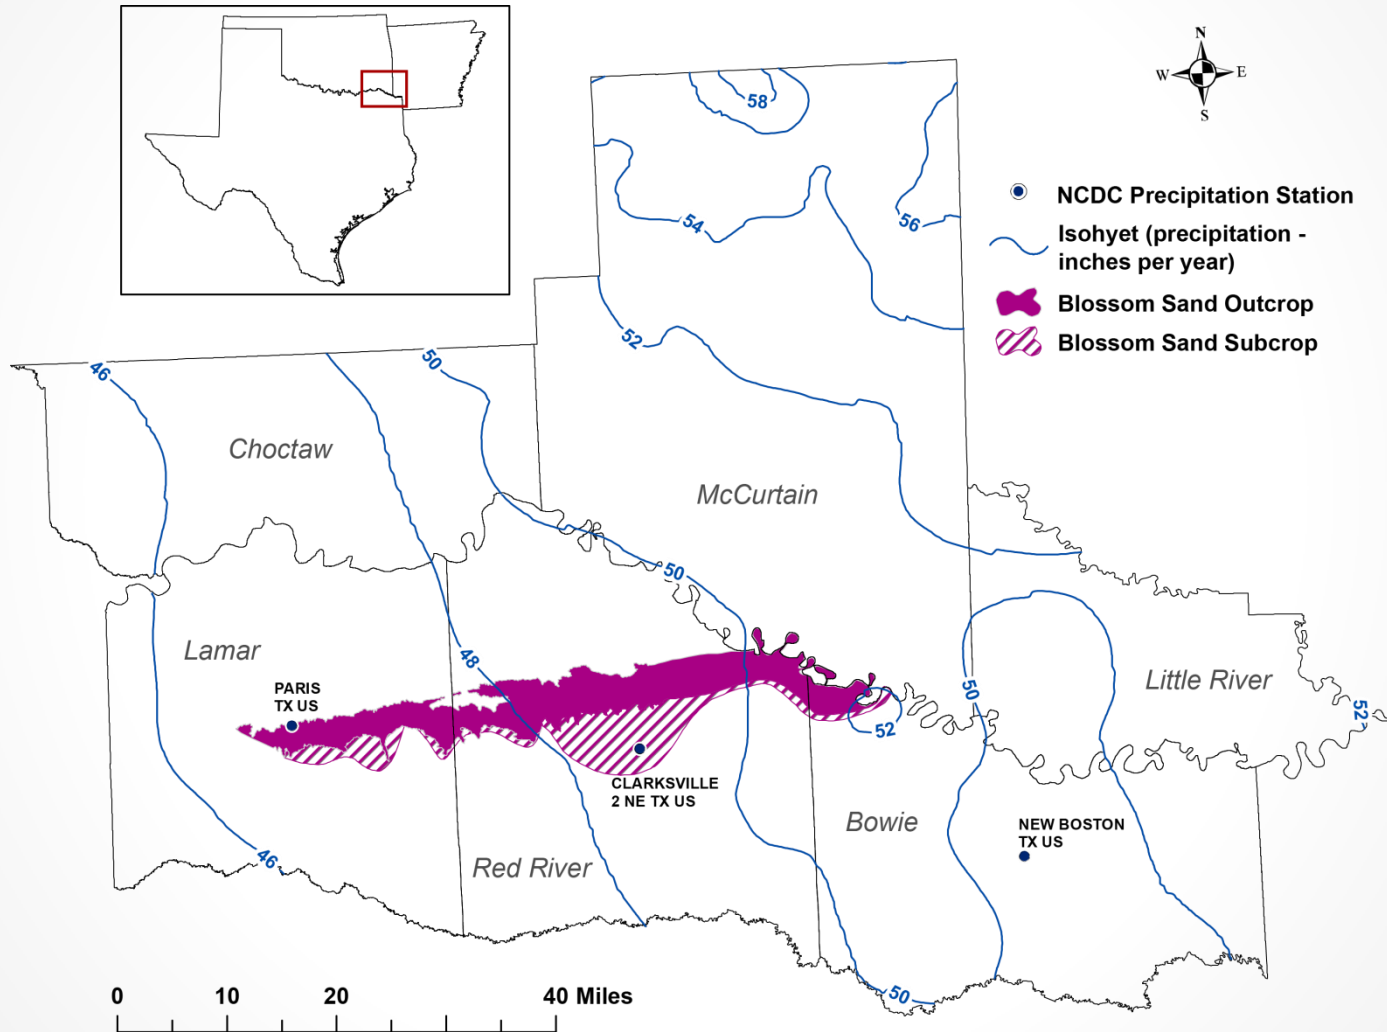 N
W
E
S
58
54
56
52
NCDC Precipitation Station
Isohyet (precipitation -
inches per year)
Blossom Sand Outcrop
Blossom Sand Subcrop
46
50
Choctaw
McCurtain
50
Lamar
48
PARIS
TX US
50
Little River
52
52
CLARKSVILLE
2 NE TX US
Bowie
NEW BOSTON
TX US
46
Red River
50
0
10
20
40 Miles